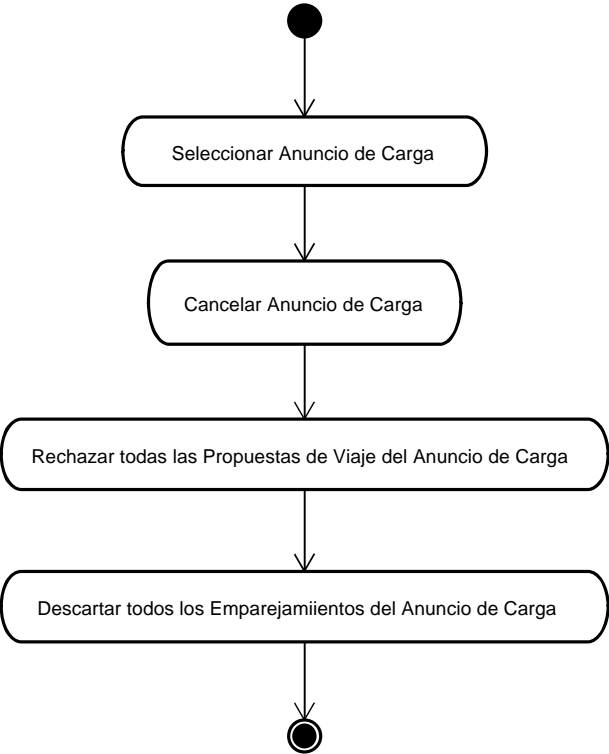 Seleccionar Anuncio de Carga
Cancelar Anuncio de Carga
Rechazar todas las Propuestas de Viaje del Anuncio de Carga
Descartar todos los Emparejamiientos del Anuncio de Carga